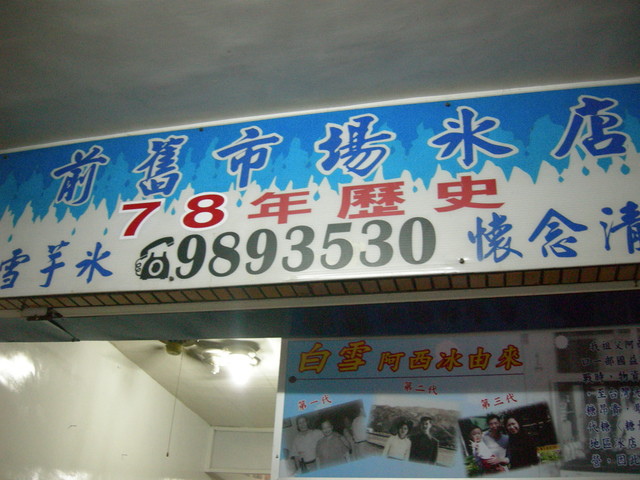 前舊市場氷店
78年歷史
雪芋氷
9893530
懷念清
白雪阿西冰由來
第一代
第二代
第三代